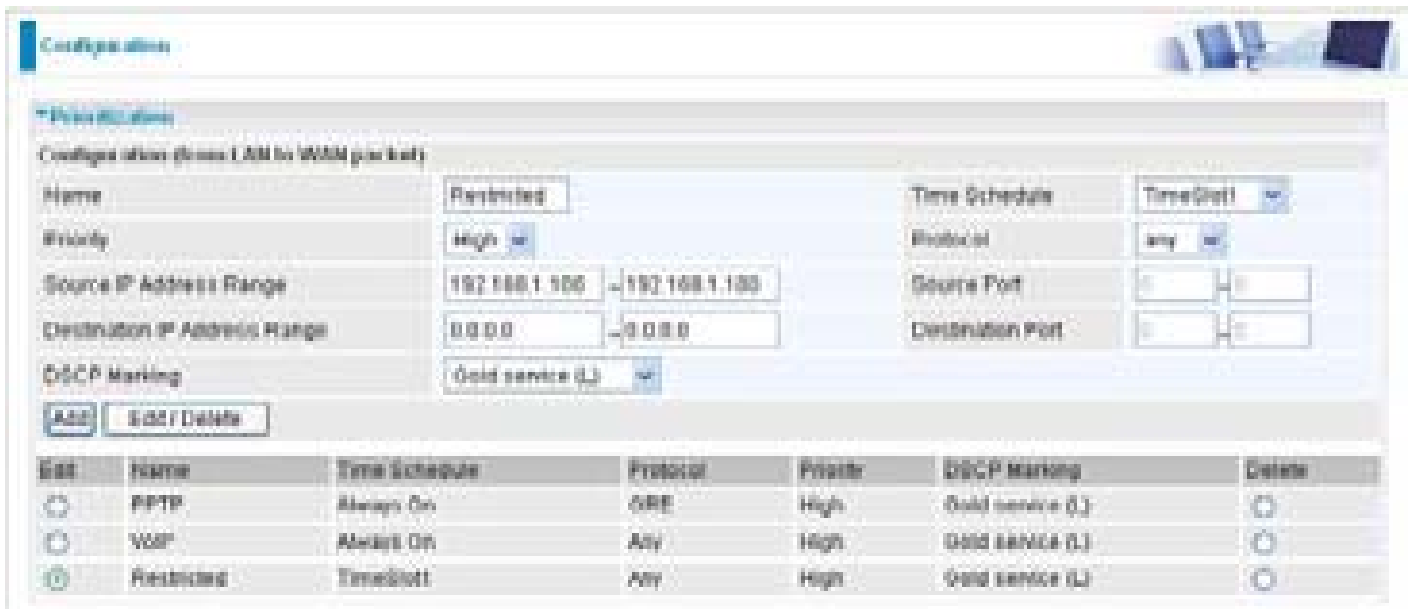 Configuration
Prioritization
Configuration (from LAN to WAN packet)
Name Restricted Time Schedule TimeSlot1
Priority High Protocol any
Source IP Address Range 192.168.1.100 ~ 192.168.1.100 Source Port 0 ~ 0
Destination IP Address Range 0.0.0.0 ~ 0.0.0.0 Destination Port 0 ~ 0
DSCP Marking Gold service (L)
Add Edit / Delete
Edit Name Time Schedule Protocol Priority DSCP Marking Delete
PPTP Always On GRE High Gold service (L)
VoIP Always On Any High Gold service (L)
Restricted TimeSlot1 Any High Gold service (L)